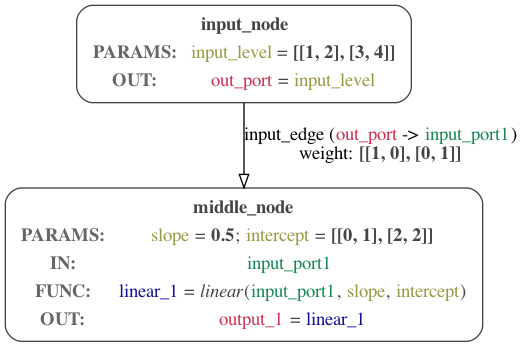 input_node
PARAMS: input_level = [[1, 2], [3, 4]]
OUT: out_port = input_level
input_edge (out_port -> input_port1)
weight: [[1, 0], [0, 1]]
middle_node
PARAMS: slope = 0.5; intercept = [[0, 1], [2, 2]]
IN: input_port1
FUNC: linear_1 = linear(input_port1, slope, intercept)
OUT: output_1 = linear_1